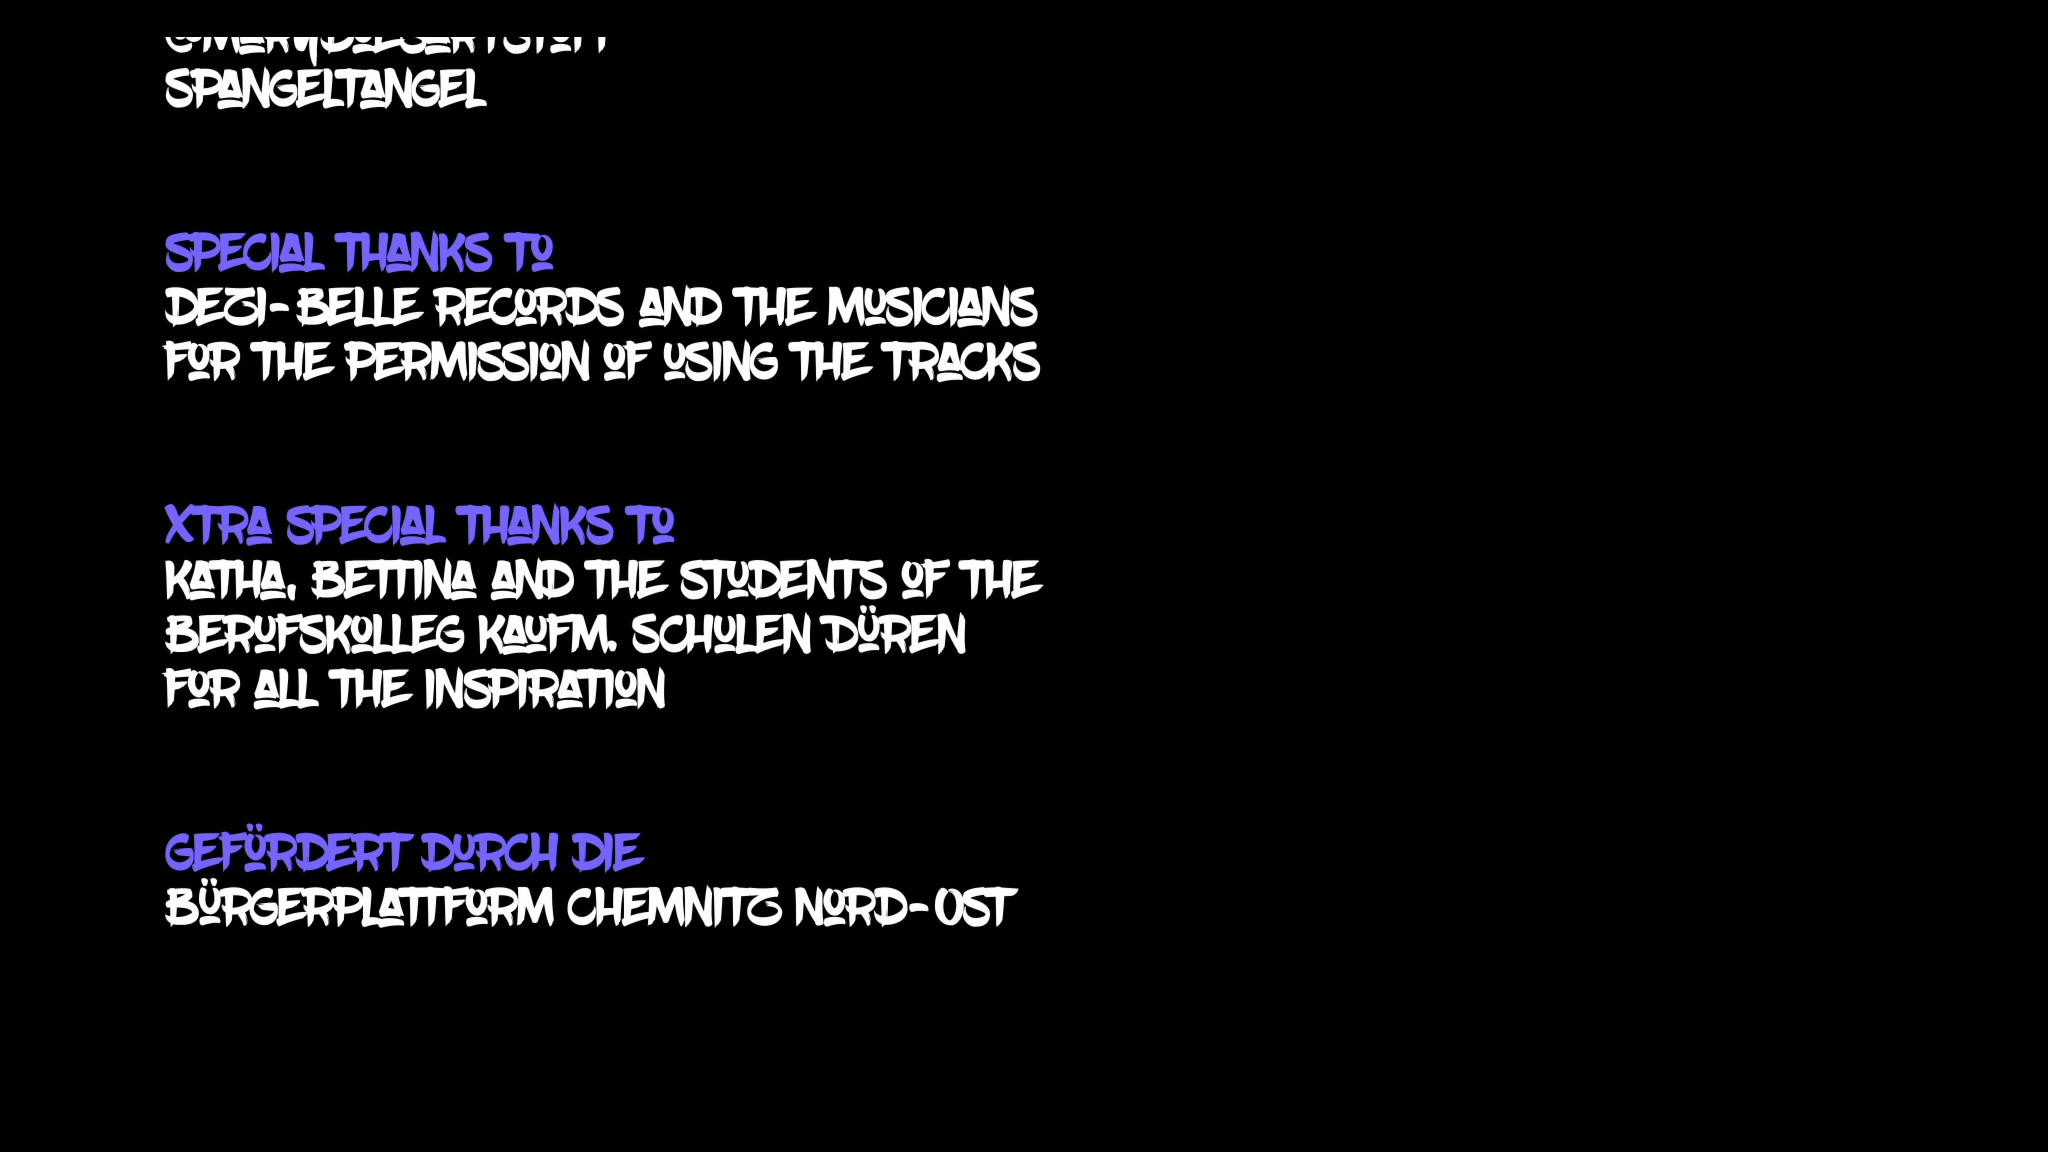 SPANGELTANGEL
SPECIAL THANKS TO
DEZI-BELLE RECORDS AND THE MUSICIANS
FOR THE PERMISSION OF USING THE TRACKS
XTRA SPECIAL THANKS TO
KATHA, BETTINA AND THE STUDENTS OF THE
BERUFSKOLLEG KAUFM. SCHULEN DÜREN
FOR ALL THE INSPIRATION
GEFÖRDERT DURCH DIE
BÜRGERPLATTFORM CHEMNITZ NORD-OST